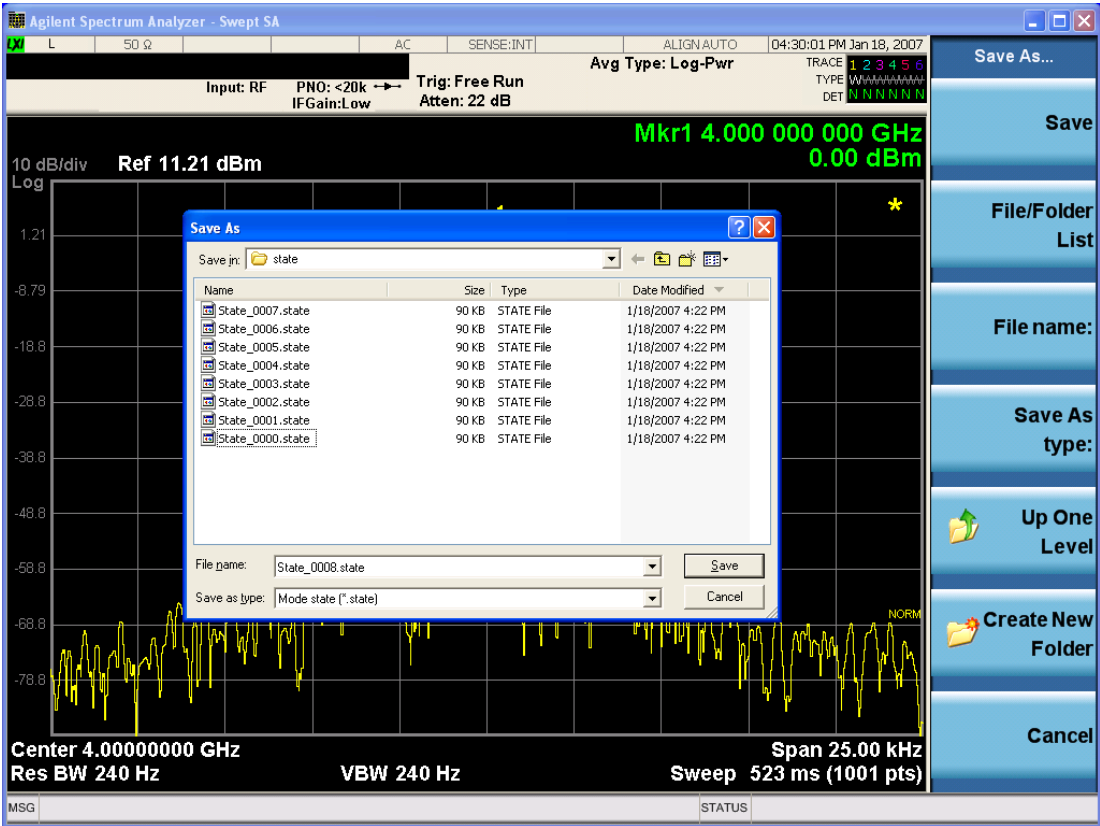 Agilent Spectrum Analyzer - Swept SA
LXI L 50 Ω AC SENSE:INT ALIGN AUTO 04:30:01 PM Jan 18, 2007
Input: RF PNO: <20k IFGain:Low
Trig: Free Run
Atten: 22 dB
Avg Type: Log-Pwr
TRACE 1 2 3 4 5 6
TYPE WWWWWW
DET N N N N N N
Mkr1 4.000 000 000 GHz
0.00 dBm
10 dB/div Ref 11.21 dBm
Log
1.21
-8.79
-18.8
-28.8
-38.8
-48.8
-58.8
-68.8
-78.8
NORM
Save As
Save in: state
Name Size Type Date Modified
State_0007.state 90 KB STATE File 1/18/2007 4:22 PM
State_0006.state 90 KB STATE File 1/18/2007 4:22 PM
State_0005.state 90 KB STATE File 1/18/2007 4:22 PM
State_0004.state 90 KB STATE File 1/18/2007 4:22 PM
State_0003.state 90 KB STATE File 1/18/2007 4:22 PM
State_0002.state 90 KB STATE File 1/18/2007 4:22 PM
State_0001.state 90 KB STATE File 1/18/2007 4:22 PM
State_0000.state 90 KB STATE File 1/18/2007 4:22 PM
File name: State_0008.state Save
Save as type: Mode state (*.state) Cancel
Center 4.00000000 GHz Span 25.00 kHz
Res BW 240 Hz VBW 240 Hz Sweep 523 ms (1001 pts)
MSG STATUS
Save As...
Save
File/Folder
List
File name:
Save As
type:
Up One
Level
Create New
Folder
Cancel